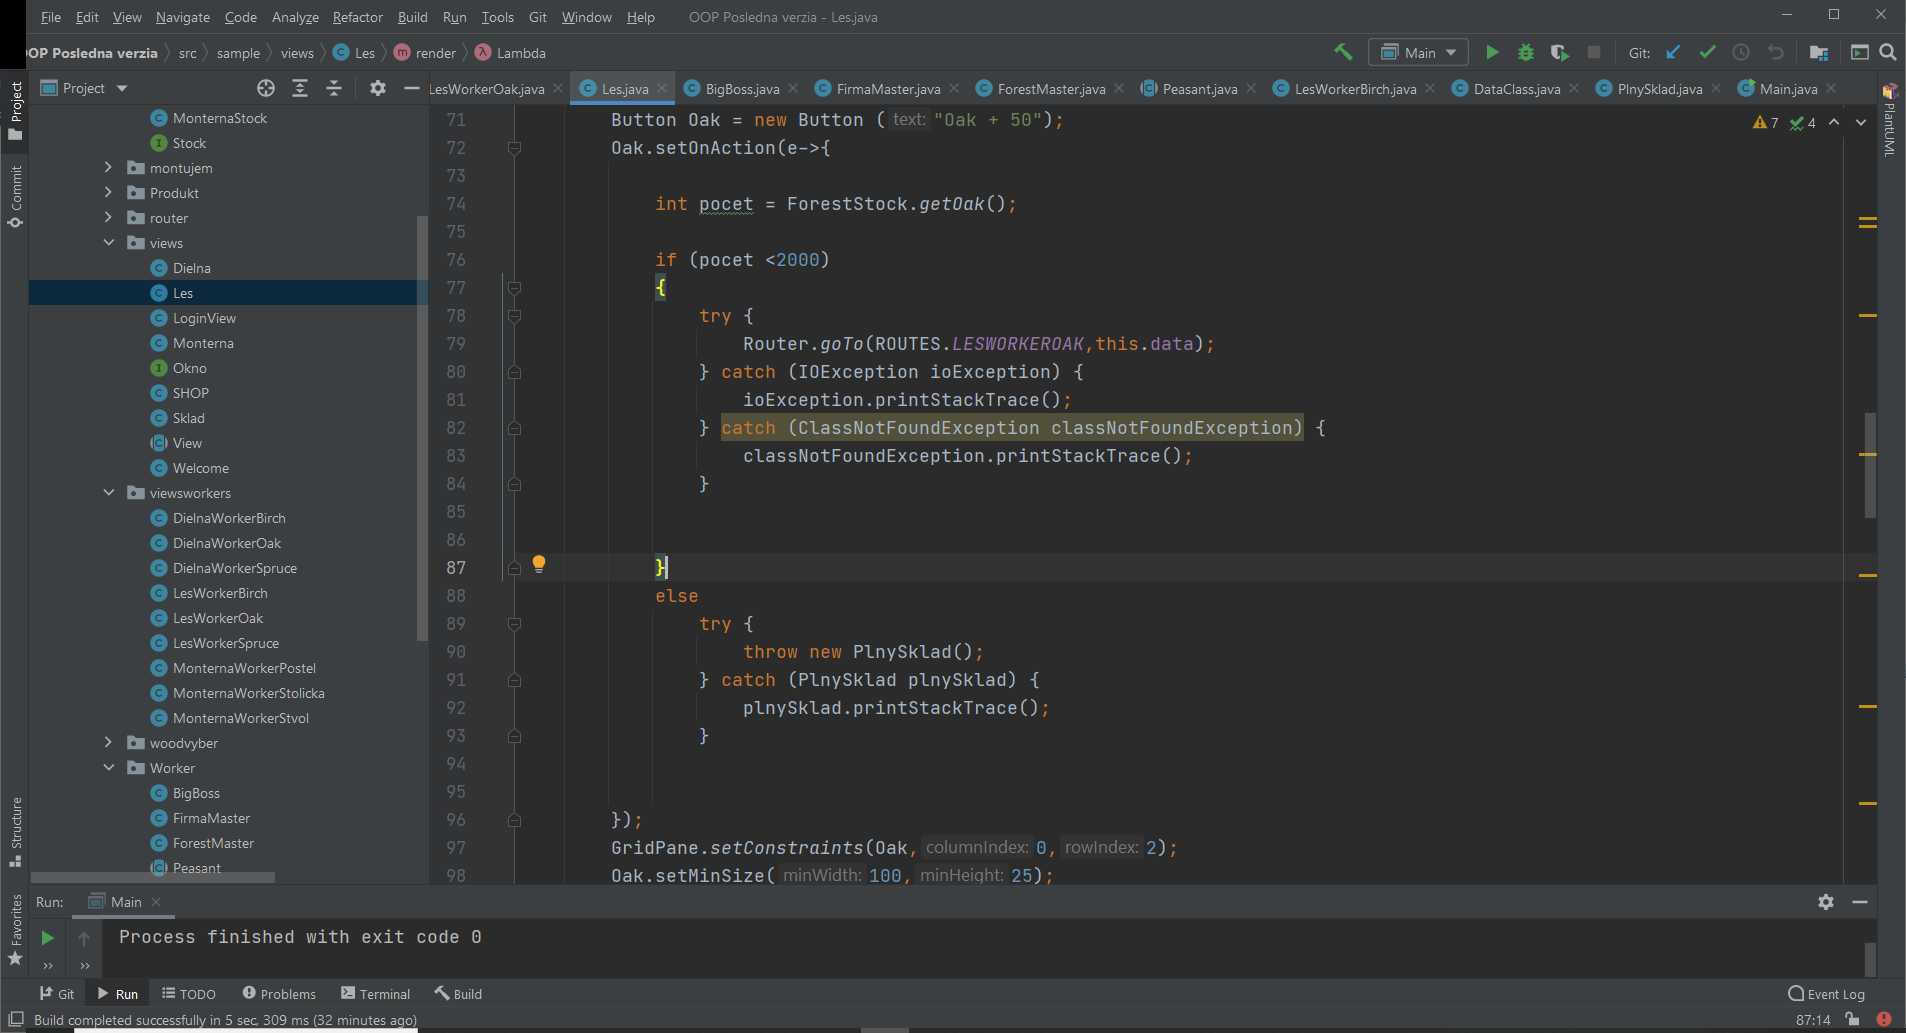 File Edit View Navigate Code Analyze Refactor Build Run Tools Git Window Help OOP Posledna verzia - Les.java
OOP Posledna verzia src sample views Les render Lambda Main Git:
Project
LesWorkerOak.java Les.java BigBoss.java FirmaMaster.java ForestMaster.java Peasant.java LesWorkerBirch.java DataClass.java PlnySklad.java Main.java
Project
Commit
Structure
Favorites
PlantUML
MonternaStock
Stock
montujem
Produkt
router
views
Dielna
Les
LoginView
Monterna
Okno
SHOP
Sklad
View
Welcome
viewsworkers
DielnaWorkerBirch
DielnaWorkerOak
DielnaWorkerSpruce
LesWorkerBirch
LesWorkerOak
LesWorkerSpruce
MonternaWorkerPostel
MonternaWorkerStolicka
MonternaWorkerStvol
woodvyber
Worker
BigBoss
FirmaMaster
ForestMaster
Peasant
7 4
71 Button Oak = new Button ( text: "Oak + 50");
72 Oak.setOnAction(e->{
73
74 int pocet = ForestStock.getOak();
75
76 if (pocet <2000)
77 {
78 try {
79 Router.goTo(ROUTES.LESWORKEROAK,this.data);
80 } catch (IOException ioException) {
81 ioException.printStackTrace();
82 } catch (ClassNotFoundException classNotFoundException) {
83 classNotFoundException.printStackTrace();
84 }
85
86
87 }
88 else
89 try {
90 throw new PlnySklad();
91 } catch (PlnySklad plnySklad) {
92 plnySklad.printStackTrace();
93 }
94
95
96 });
97 GridPane.setConstraints(Oak, columnIndex: 0, rowIndex: 2);
98 Oak.setMinSize( minWidth: 100, minHeight: 25);
Run: Main
Process finished with exit code 0
Git Run TODO Problems Terminal Build Event Log
Build completed successfully in 5 sec, 309 ms (32 minutes ago) 87:14